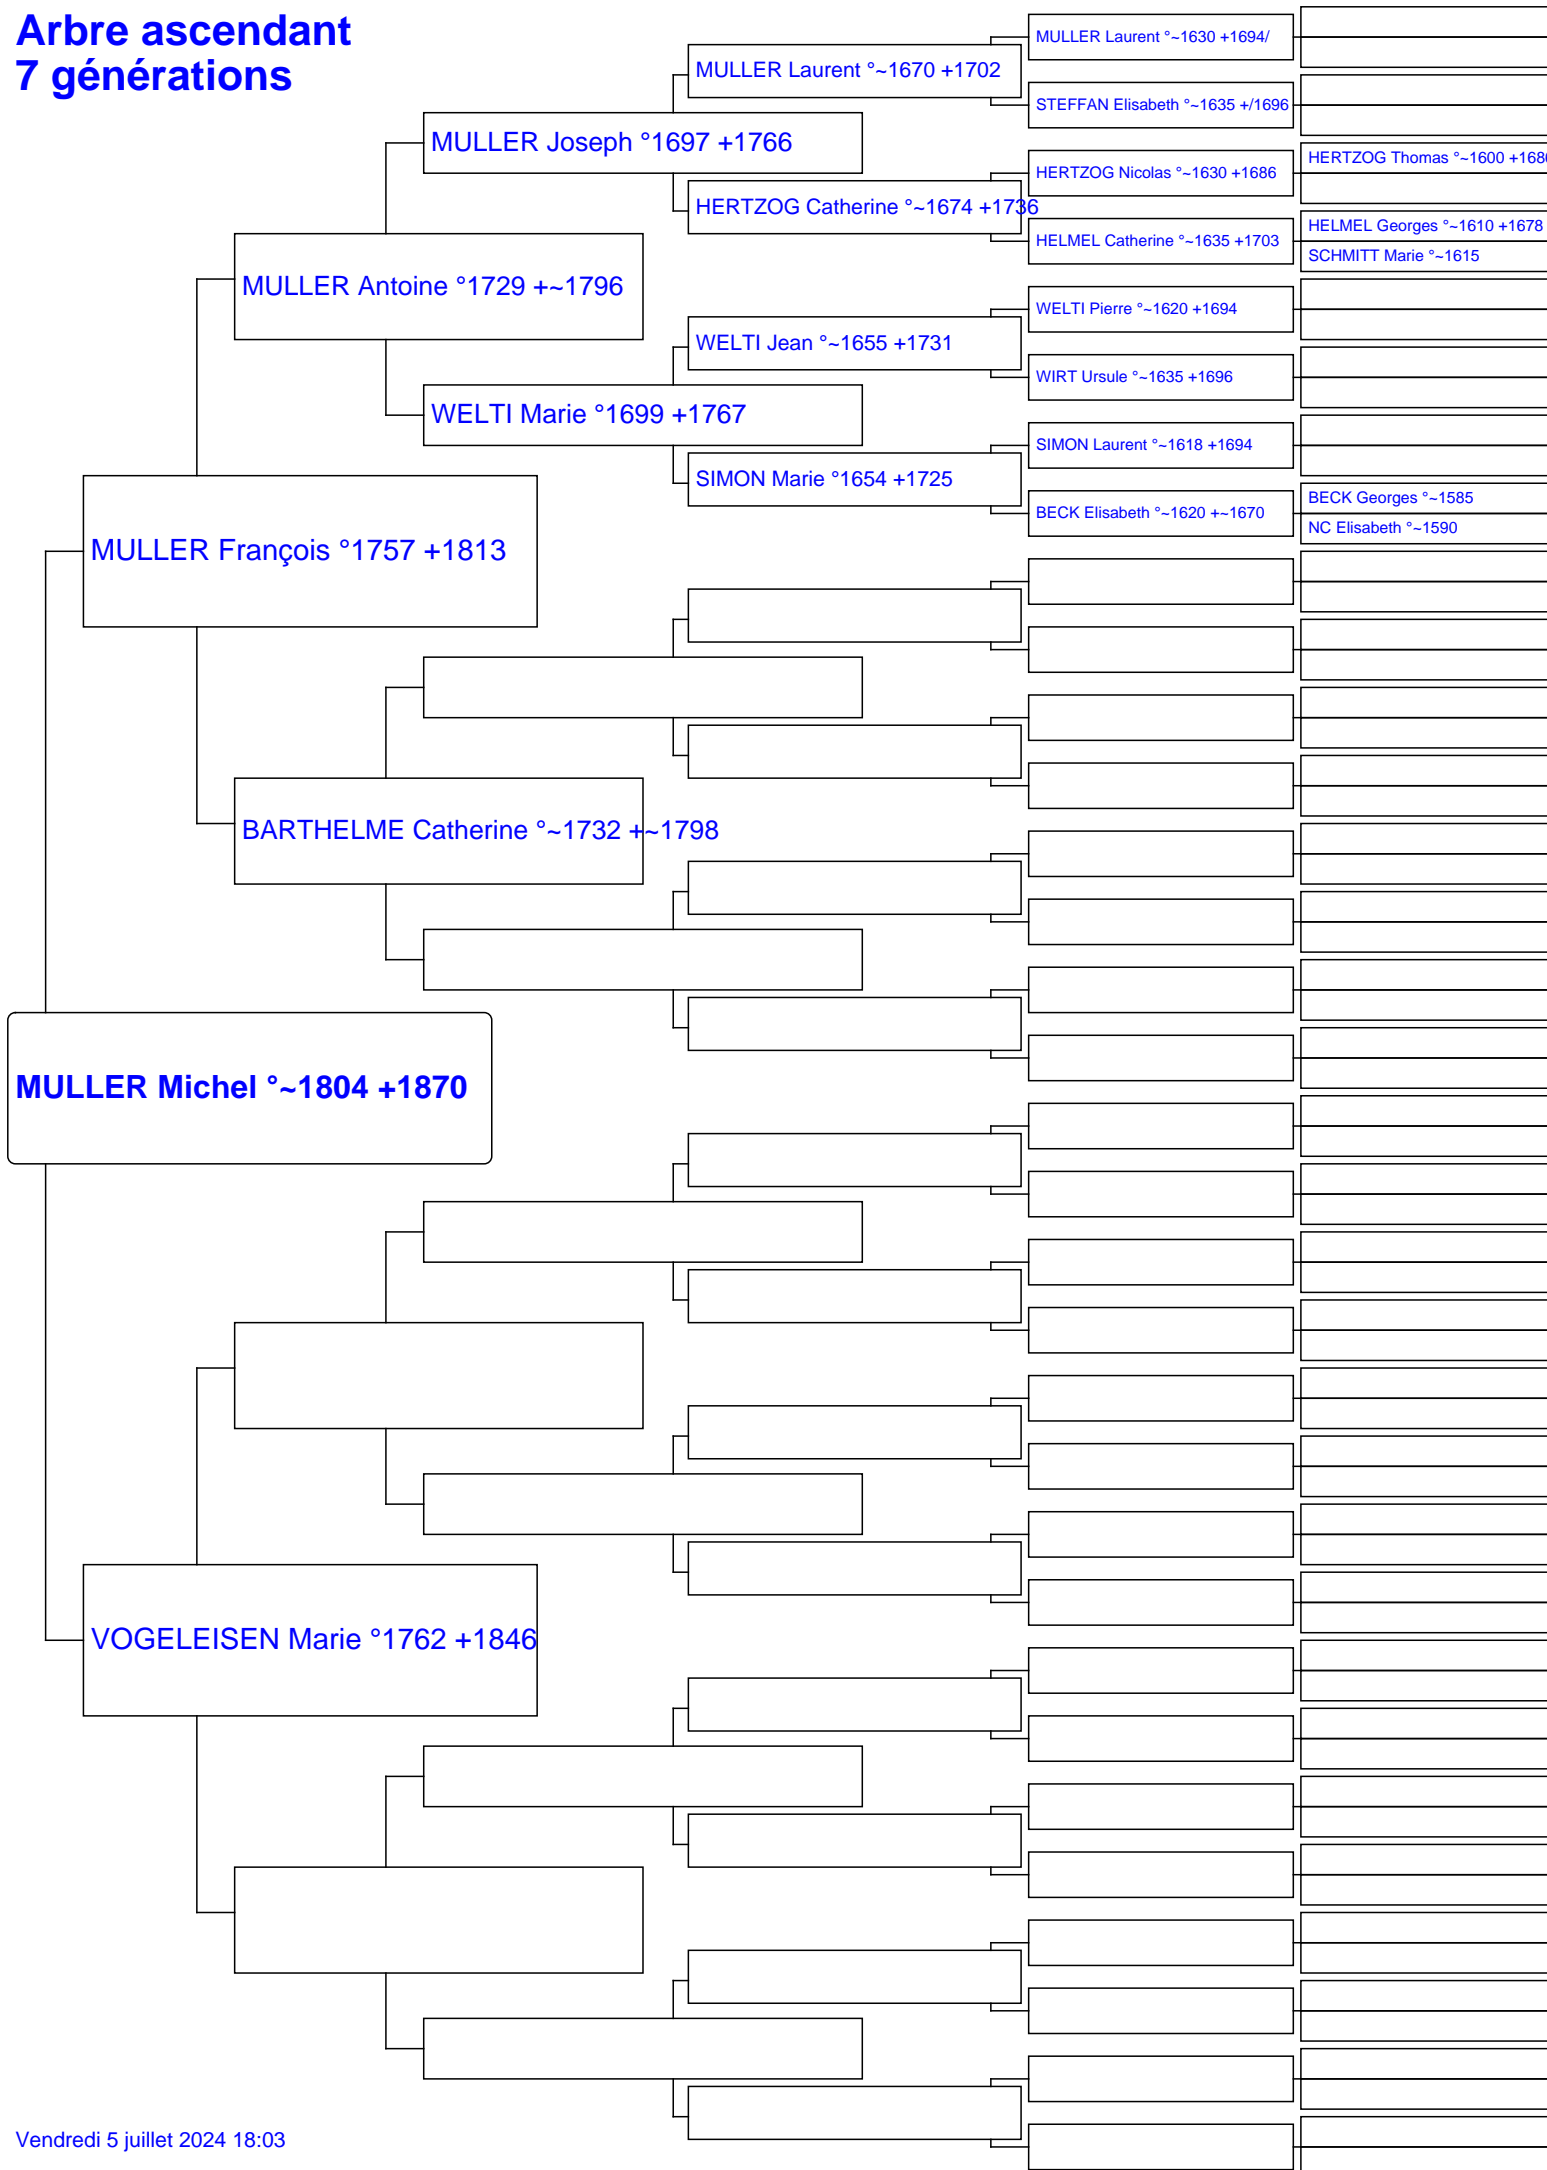 Arbre ascendant
7 générations
MULLER Laurent °~1630 +1694/
MULLER Laurent °~1670 +1702
STEFFAN Elisabeth °~1635 +/1696
MULLER Joseph °1697 +1766
HERTZOG Thomas °~1600 +1686
HERTZOG Nicolas °~1630 +1686
HERTZOG Catherine °~1674 +1736
HELMEL Georges °~1610 +1678
HELMEL Catherine °~1635 +1703
SCHMITT Marie °~1615
MULLER Antoine °1729 +~1796
WELTI Pierre °~1620 +1694
WELTI Jean °~1655 +1731
WIRT Ursule °~1635 +1696
WELTI Marie °1699 +1767
SIMON Laurent °~1618 +1694
SIMON Marie °1654 +1725
BECK Georges °~1585
BECK Elisabeth °~1620 +~1670
NC Elisabeth °~1590
MULLER François °1757 +1813
BARTHELME Catherine °~1732 +~1798
MULLER Michel °~1804 +1870
VOGELEISEN Marie °1762 +1846
Vendredi 5 juillet 2024 18:03